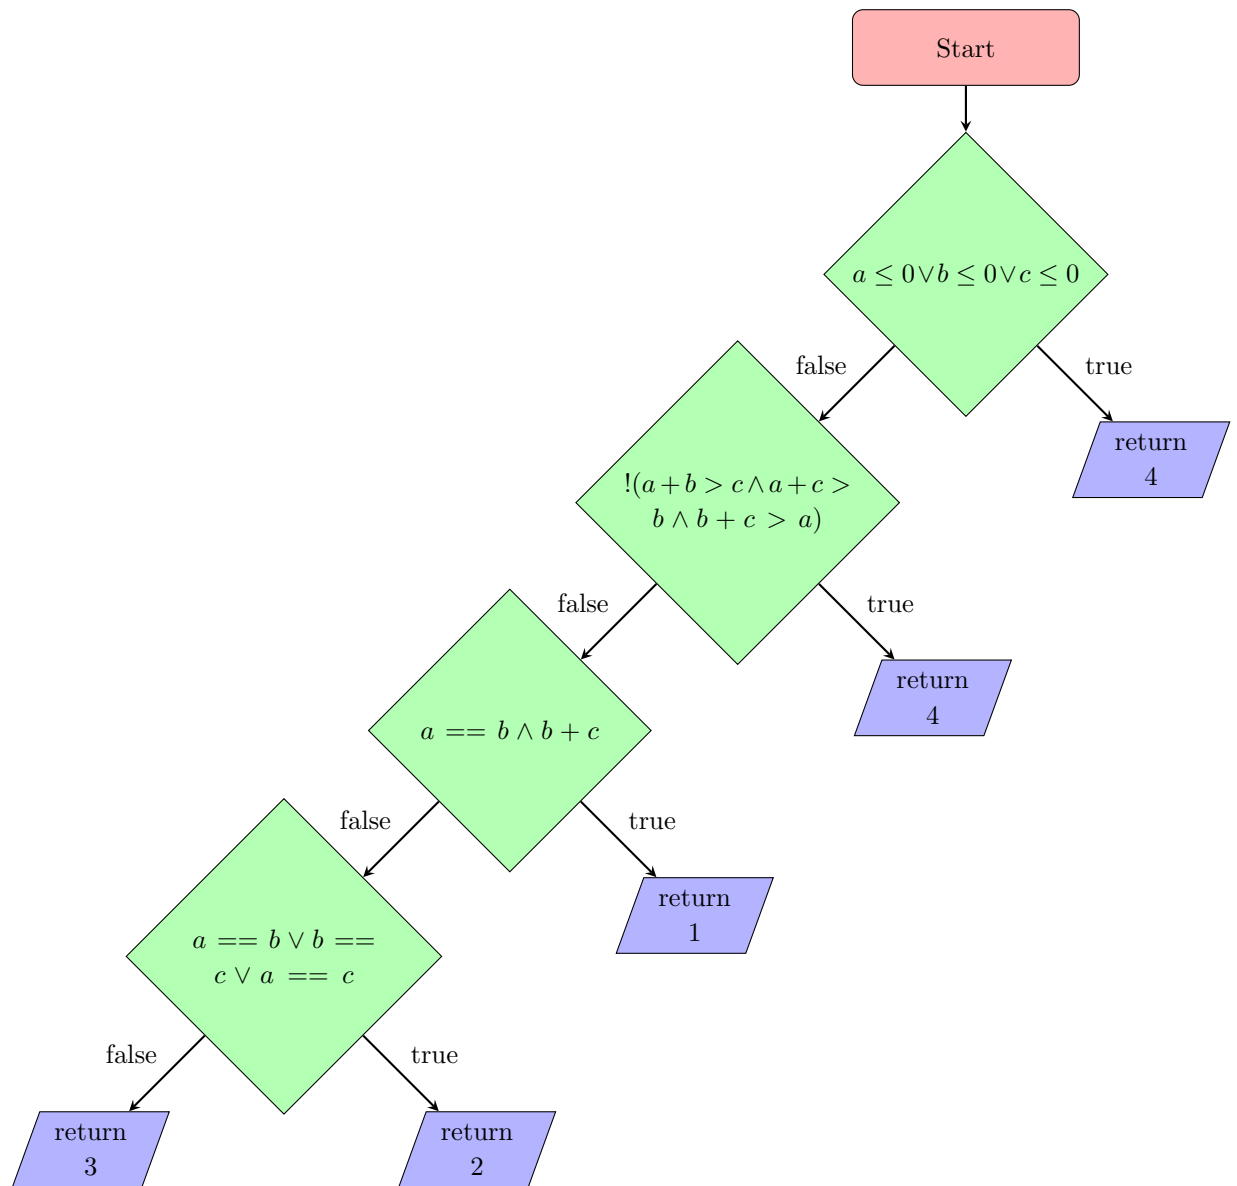 Start
a ≤ 0∨b ≤ 0∨c ≤ 0
false
true
return
4
!(a + b > c ∧ a + c >
b ∧ b + c > a)
false
true
return
4
a == b ∧ b + c
false
true
return
1
a == b ∨ b ==
c ∨ a == c
false
true
return
3
return
2